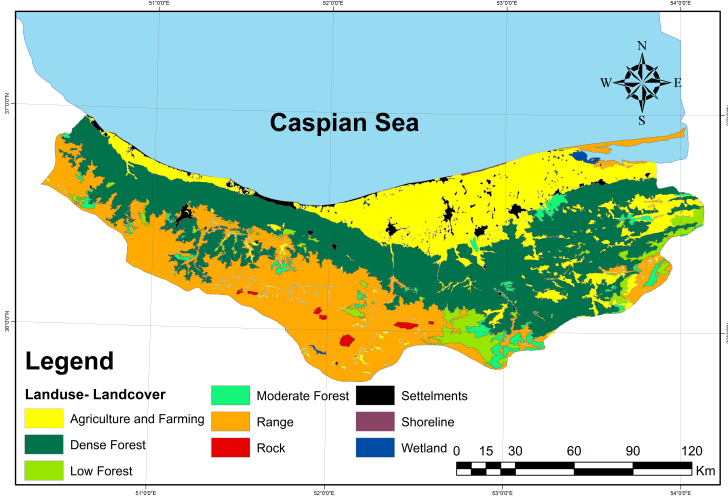 51°0'0"E 52°0'0"E 53°0'0"E 54°0'0"E
N
W E
S
37°0'0"N
Caspian Sea
36°0'0"N
Legend
Landuse- Landcover
Agriculture and Farming
Dense Forest
Low Forest
Moderate Forest
Range
Rock
Settelments
Shoreline
Wetland
0 15 30 60 90 120
Km
51°0'0"E 52°0'0"E 53°0'0"E 54°0'0"E